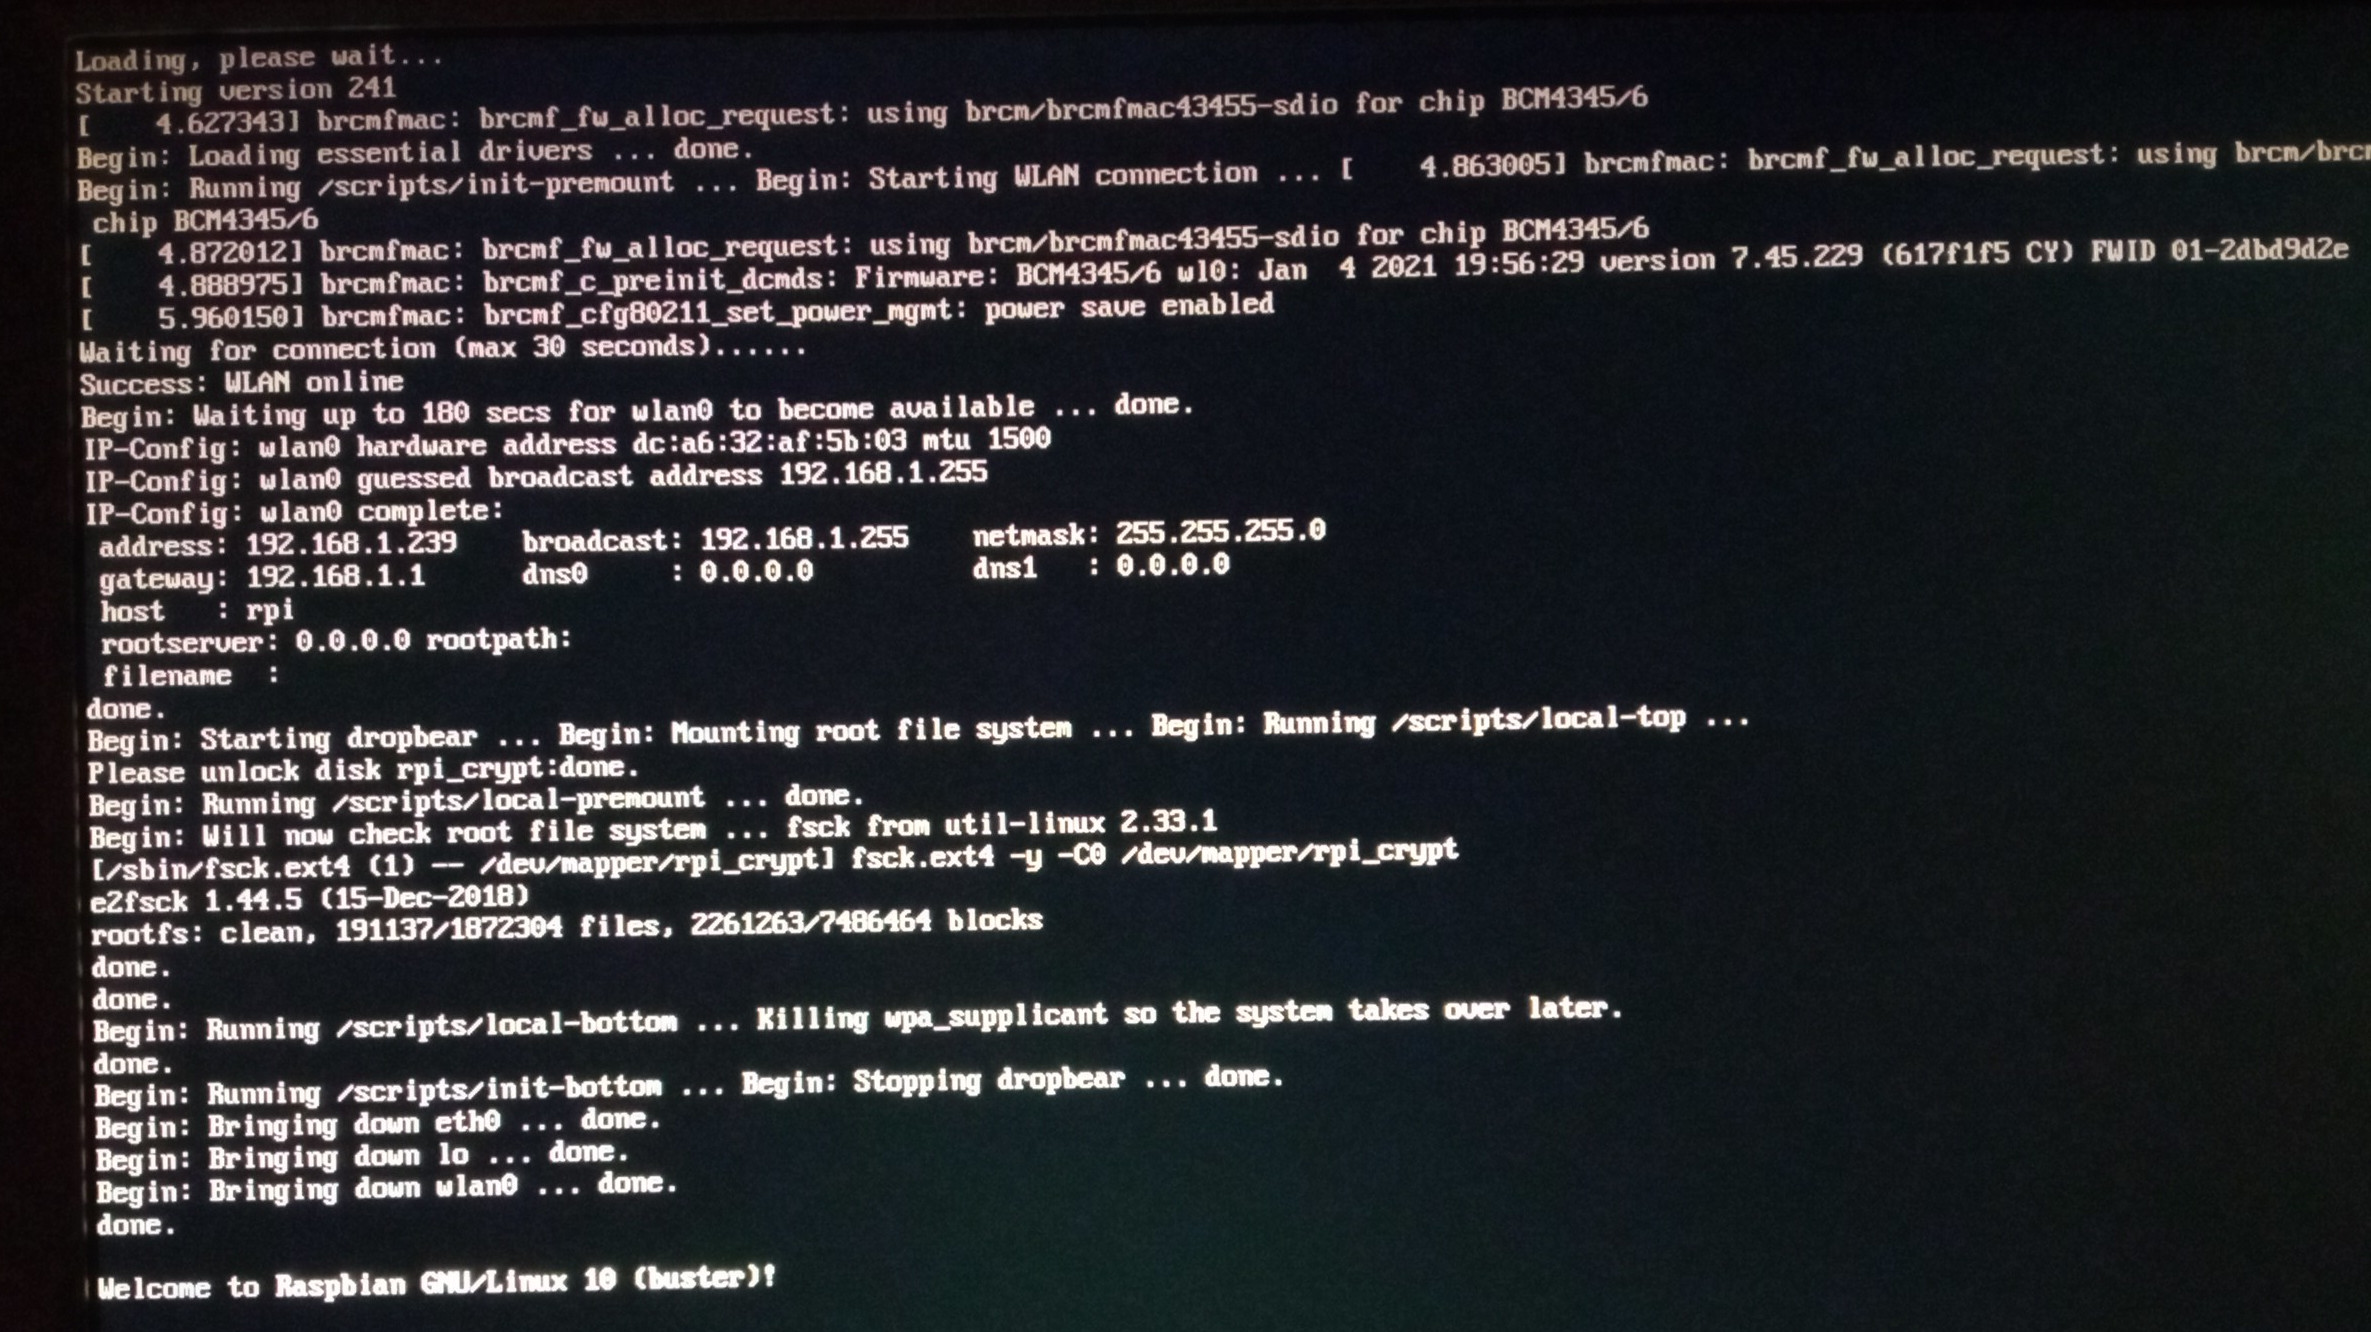 Loading, please wait...
Starting version 241
[    4.627343] brcmfmac: brcmf_fw_alloc_request: using brcm/brcmfmac43455-sdio for chip BCM4345/6
Begin: Loading essential drivers ... done.
Begin: Running /scripts/init-premount ... Begin: Starting WLAN connection ... [    4.863005] brcmfmac: brcmf_fw_alloc_request: using brcm/brc
 chip BCM4345/6
[    4.872012] brcmfmac: brcmf_fw_alloc_request: using brcm/brcmfmac43455-sdio for chip BCM4345/6
[    4.888975] brcmfmac: brcmf_c_preinit_dcmds: Firmware: BCM4345/6 wl0: Jan  4 2021 19:56:29 version 7.45.229 (617f1f5 CY) FWID 01-2dbd9d2e
[    5.960150] brcmfmac: brcmf_cfg80211_set_power_mgmt: power save enabled
Waiting for connection (max 30 seconds)......
Success: WLAN online
Begin: Waiting up to 180 secs for wlan0 to become available ... done.
IP-Config: wlan0 hardware address dc:a6:32:af:5b:03 mtu 1500
IP-Config: wlan0 guessed broadcast address 192.168.1.255
IP-Config: wlan0 complete:
 address: 192.168.1.239    broadcast: 192.168.1.255    netmask: 255.255.255.0
 gateway: 192.168.1.1      dns0     : 0.0.0.0          dns1   : 0.0.0.0
 host   : rpi
 rootserver: 0.0.0.0 rootpath:
 filename  :
done.
Begin: Starting dropbear ... Begin: Mounting root file system ... Begin: Running /scripts/local-top ...
Please unlock disk rpi_crypt:done.
Begin: Running /scripts/local-premount ... done.
Begin: Will now check root file system ... fsck from util-linux 2.33.1
[/sbin/fsck.ext4 (1) -- /dev/mapper/rpi_crypt] fsck.ext4 -y -C0 /dev/mapper/rpi_crypt
e2fsck 1.44.5 (15-Dec-2018)
rootfs: clean, 191137/1872304 files, 2261263/7486464 blocks
done.
done.
Begin: Running /scripts/local-bottom ... Killing wpa_supplicant so the system takes over later.
done.
Begin: Running /scripts/init-bottom ... Begin: Stopping dropbear ... done.
Begin: Bringing down eth0 ... done.
Begin: Bringing down lo ... done.
Begin: Bringing down wlan0 ... done.
done.
Welcome to Raspbian GNU/Linux 10 (buster)!